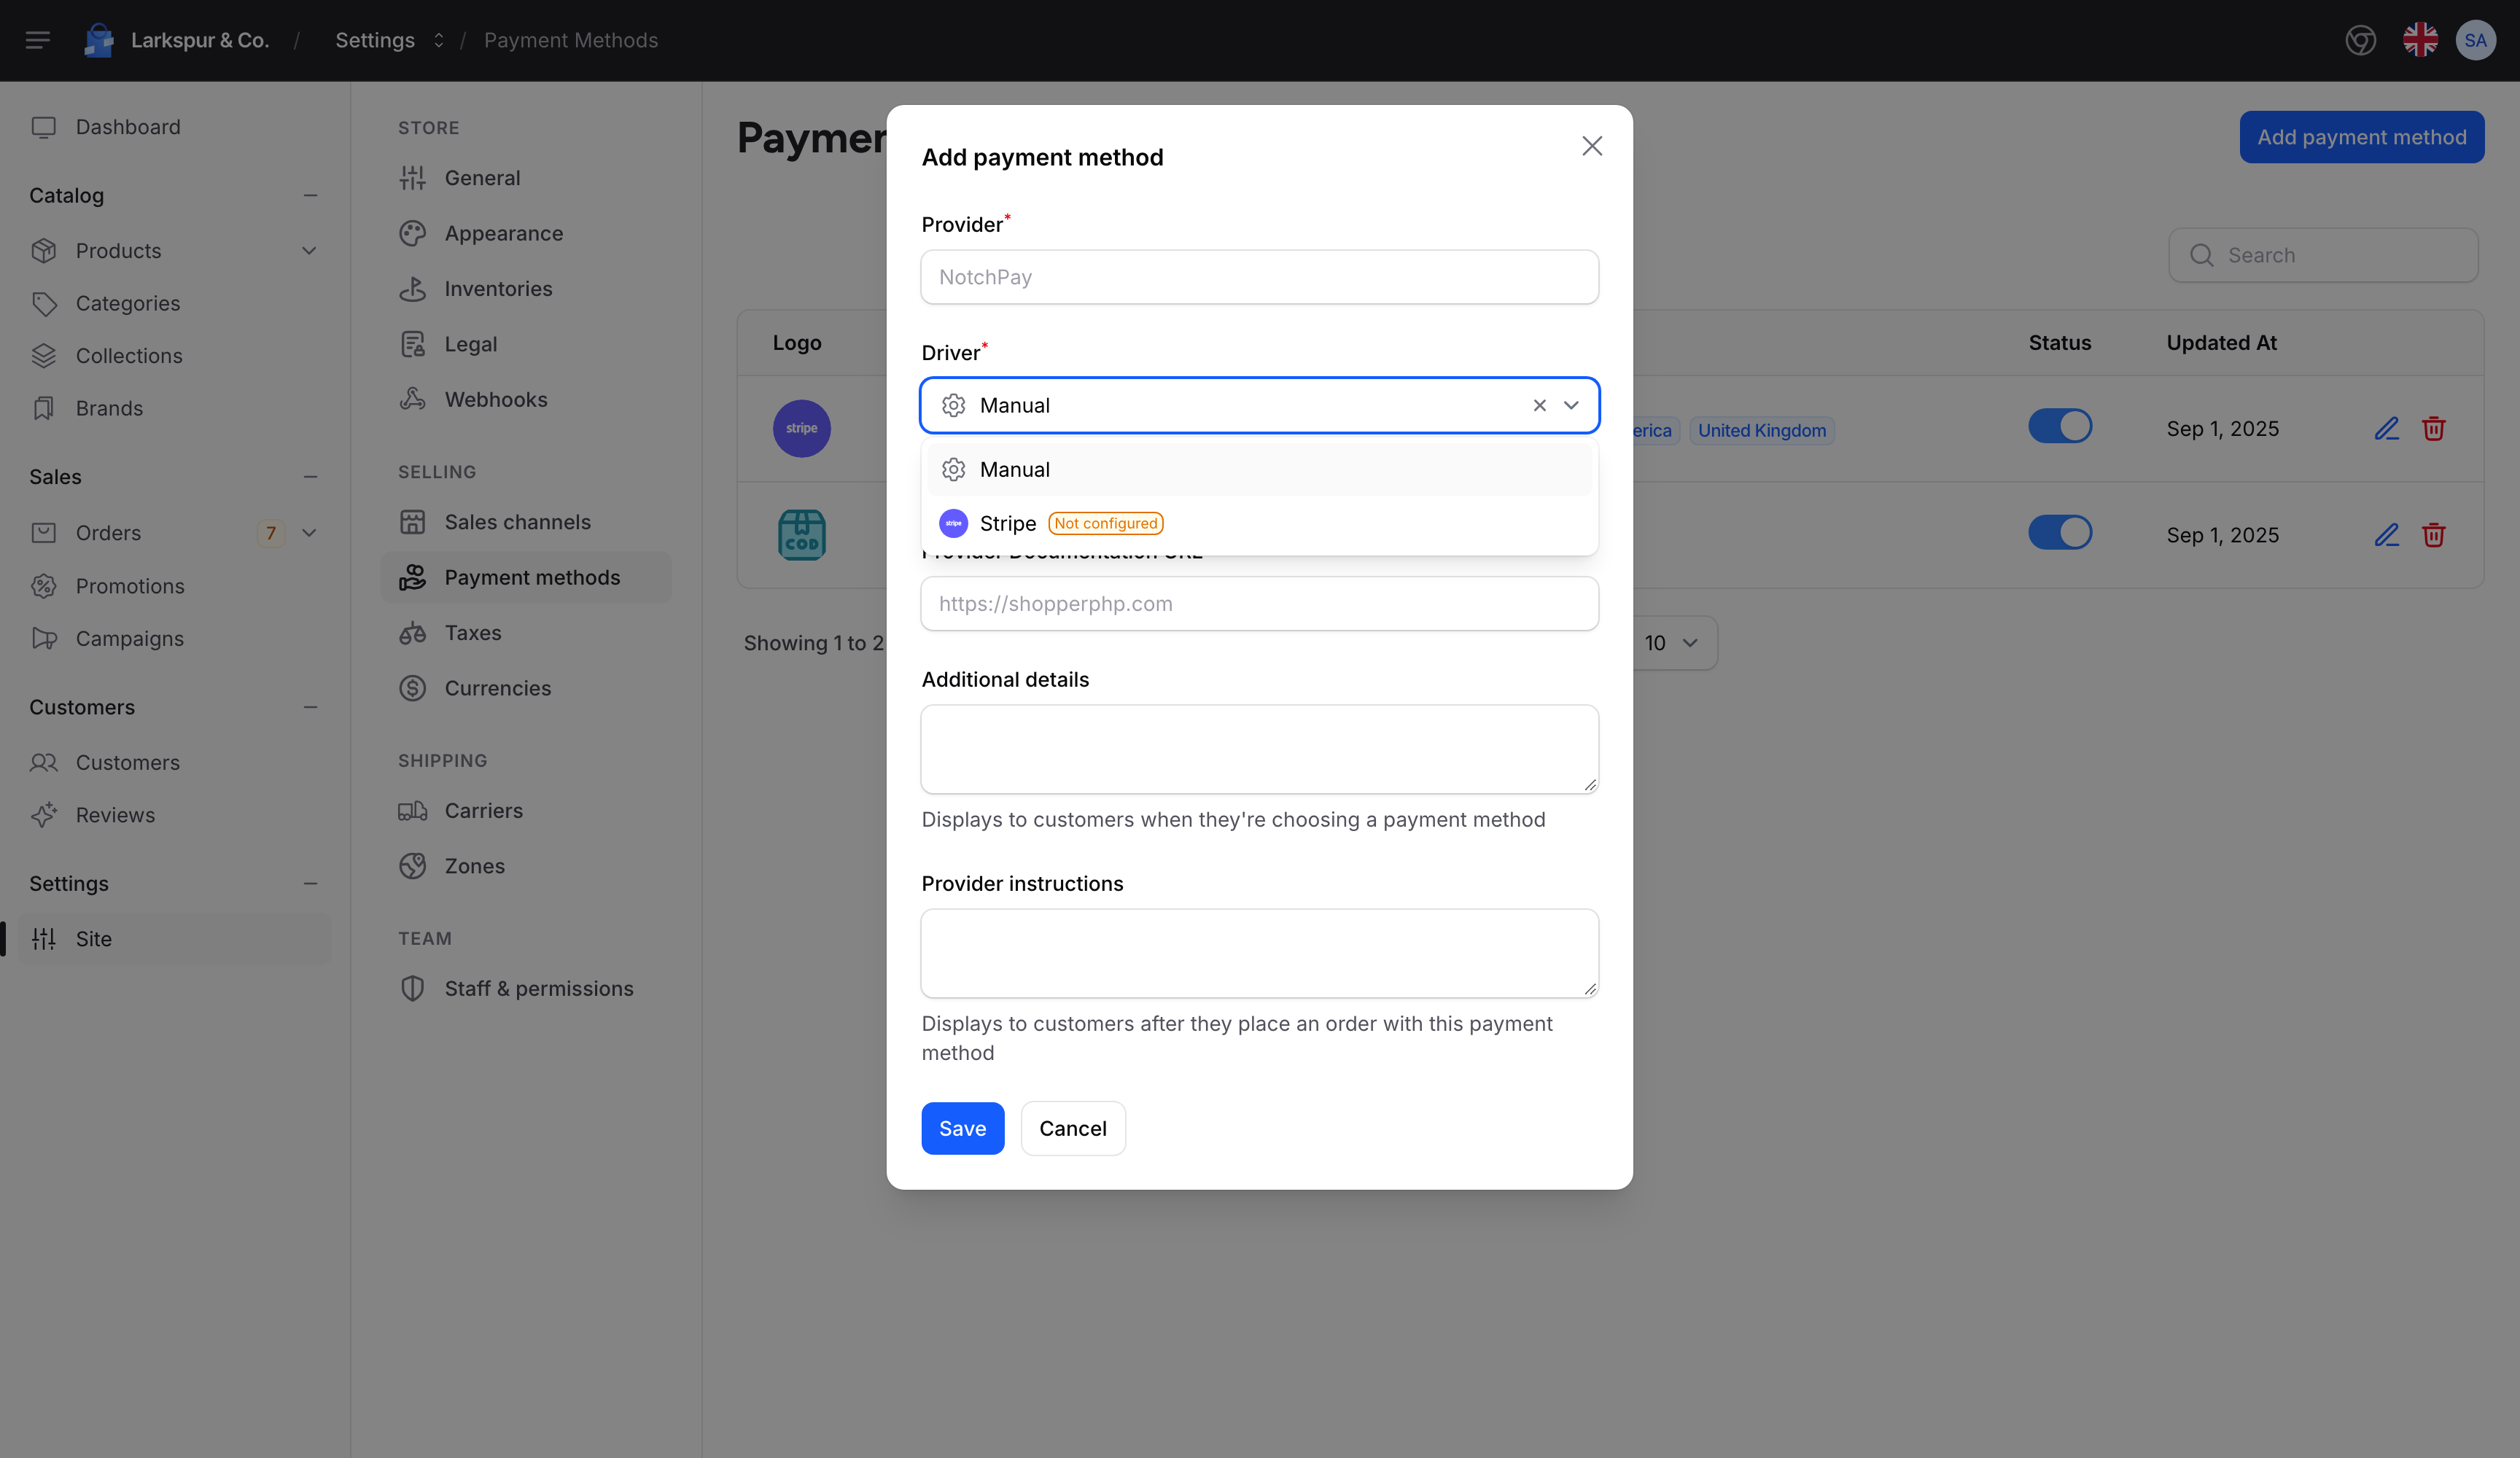 Larkspur & Co.
/
Settings
/
Payment Methods
SA
Dashboard
Catalog
Products
Categories
Collections
Brands
Sales
Orders
7
Promotions
Campaigns
Customers
Customers
Reviews
Settings
Site
STORE
General
Appearance
Inventories
Legal
Webhooks
SELLING
Sales channels
Payment methods
Taxes
Currencies
SHIPPING
Carriers
Zones
TEAM
Staff & permissions
Add payment method
Search
Logo
Status
Updated At
stripe
United Kingdom
Sep 1, 2025
COD
Sep 1, 2025
Showing 1 to 2
10
Add payment method
Provider*
NotchPay
Driver*
Manual
Manual
stripe
Stripe
Not configured
https://shopperphp.com
Additional details
Displays to customers when they're choosing a payment method
Provider instructions
Displays to customers after they place an order with this payment
method
Save
Cancel